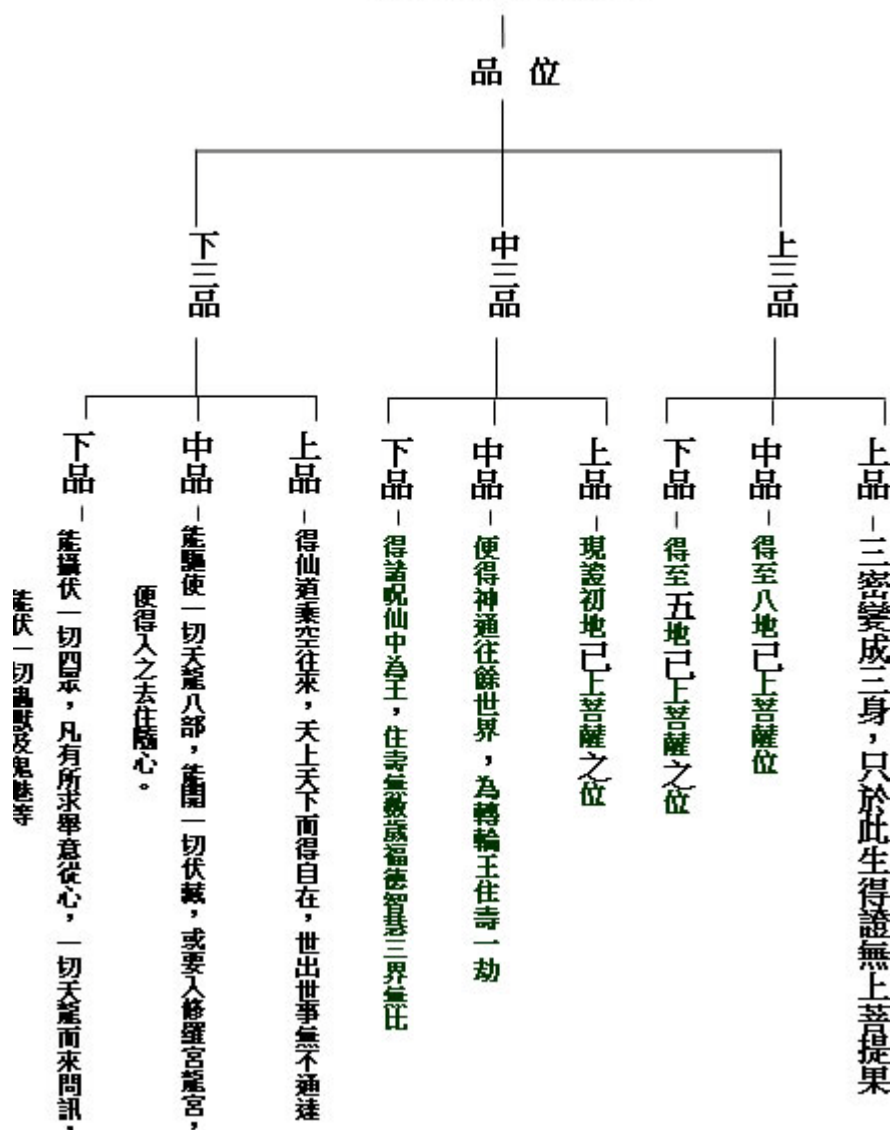 品位
上三品
上品
三密變成三身，只於此生得證無上菩提果
中品
得至八地已上菩薩位
下品
得至五地已上菩薩之位
中三品
上品
現證初地已上菩薩之位
中品
便得神通往餘世界，為轉輪王住壽一劫
下品
得諸呪仙中為王，住壽無數歲福德智慧三界無比
下三品
上品
得仙道乘空往來，天上天下而得自在，世出世事無不通達
中品
能驅使一切天龍八部，能開一切伏藏，或要入修羅宮龍宮，
便得入之去住隨心。
下品
能攝伏一切四眾，凡有所求舉意從心，一切天龍而來問訊，
能伏一切蟲獸及鬼魅等